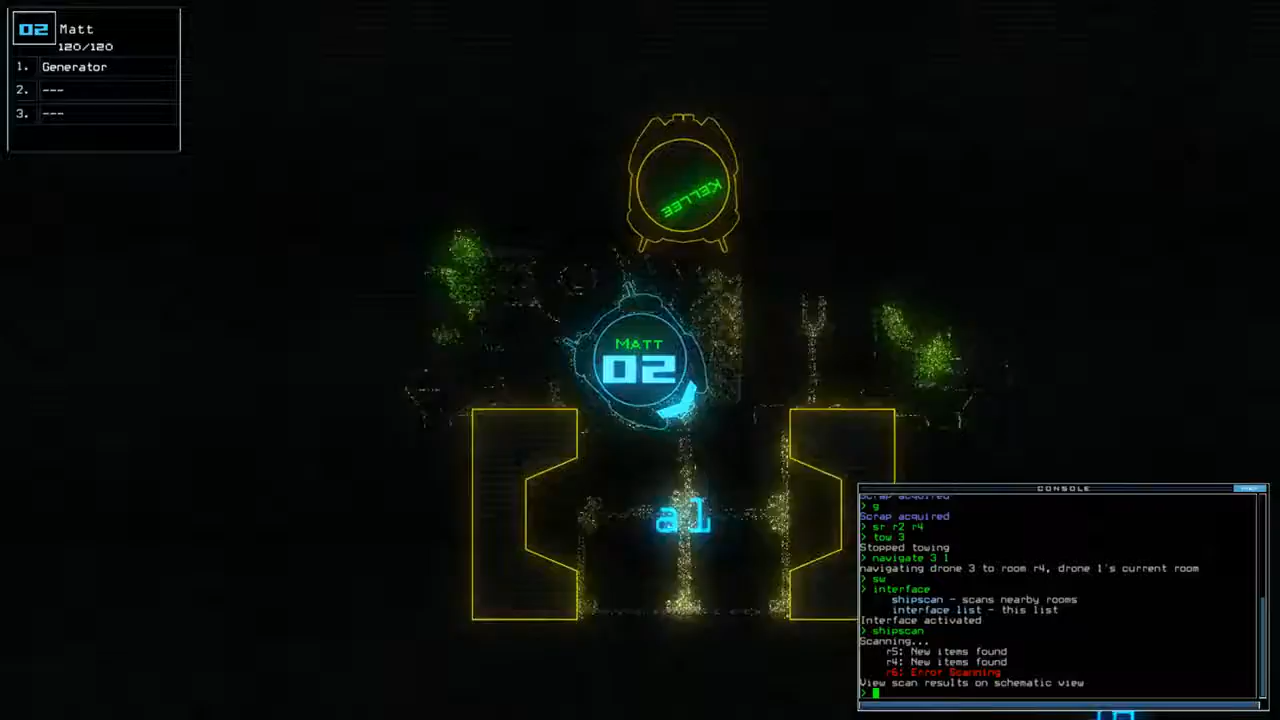 02 Matt
120/120
1. Generator
2. ---
3. ---
KELLEE
MATT
02
a1
CONSOLE
Scrap acquired
> g
Scrap acquired
> sr r2 r4
> tow 3
Stopped towing
> navigate 3 1
navigating drone 3 to room r4, drone 1's current room
> sw
> interface
shipscan - scans nearby rooms
interface list - this list
Interface activated
> shipscan
Scanning...
r5: New items found
r4: New items found
r6: Error Scanning
View scan results on schematic view
>